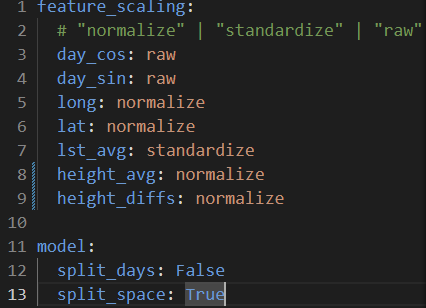 1 feature_scaling:
2 # "normalize" | "standardize" | "raw"
3 day_cos: raw
4 day_sin: raw
5 long: normalize
6 lat: normalize
7 lst_avg: standardize
8 height_avg: normalize
9 height_diffs: normalize
10
11 model:
12 split_days: False
13 split_space: True